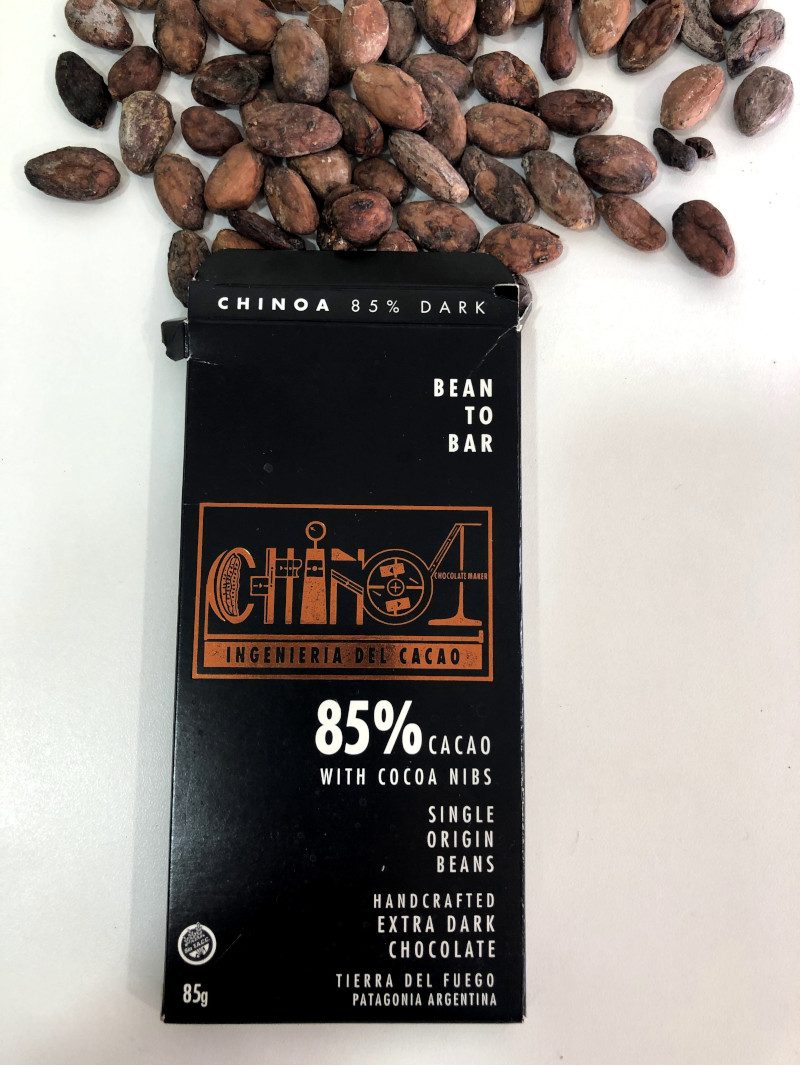 CHINOA 85% DARK
BEAN
TO
BAR
CHINOA
CHOCOLATE MAKER
INGENIERIA DEL CACAO
85% CACAO
WITH COCOA NIBS
SINGLE
ORIGIN
BEANS
HANDCRAFTED
EXTRA DARK
CHOCOLATE
Sin T.A.C.C.
TIERRA DEL FUEGO
85g
PATAGONIA ARGENTINA